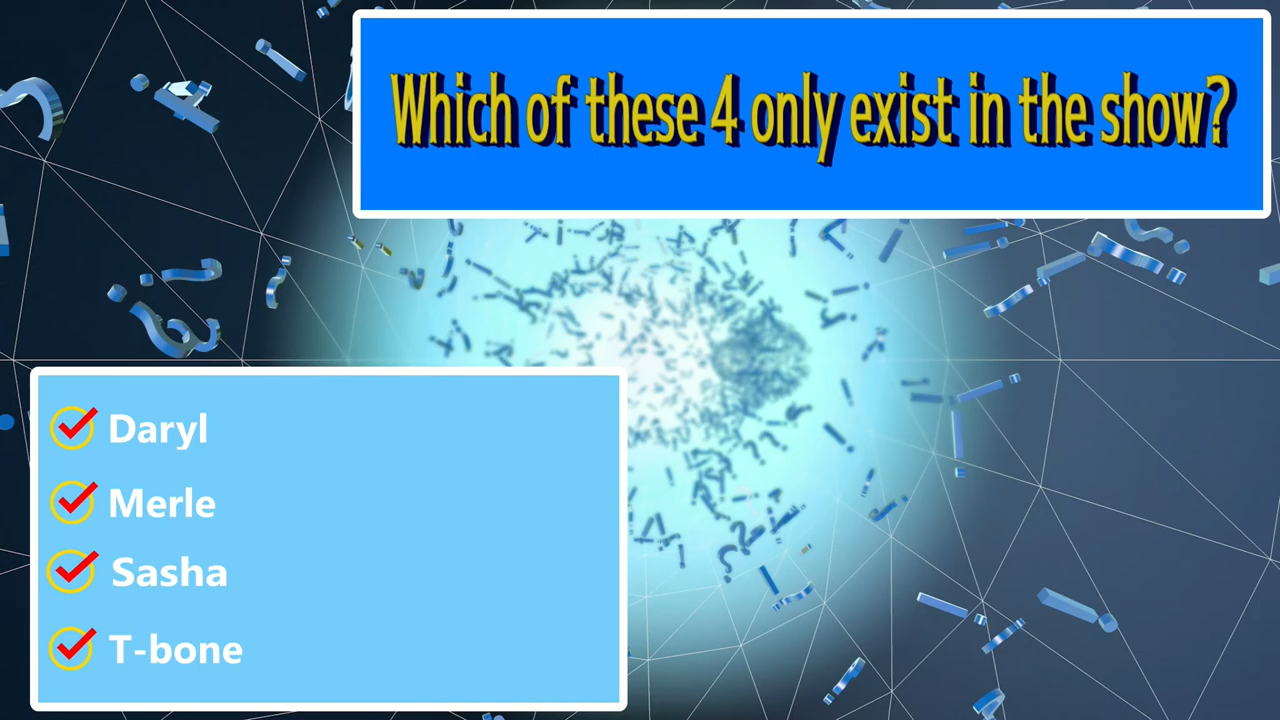 Which of these 4 only exist in the show?
Daryl
Merle
Sasha
T-bone